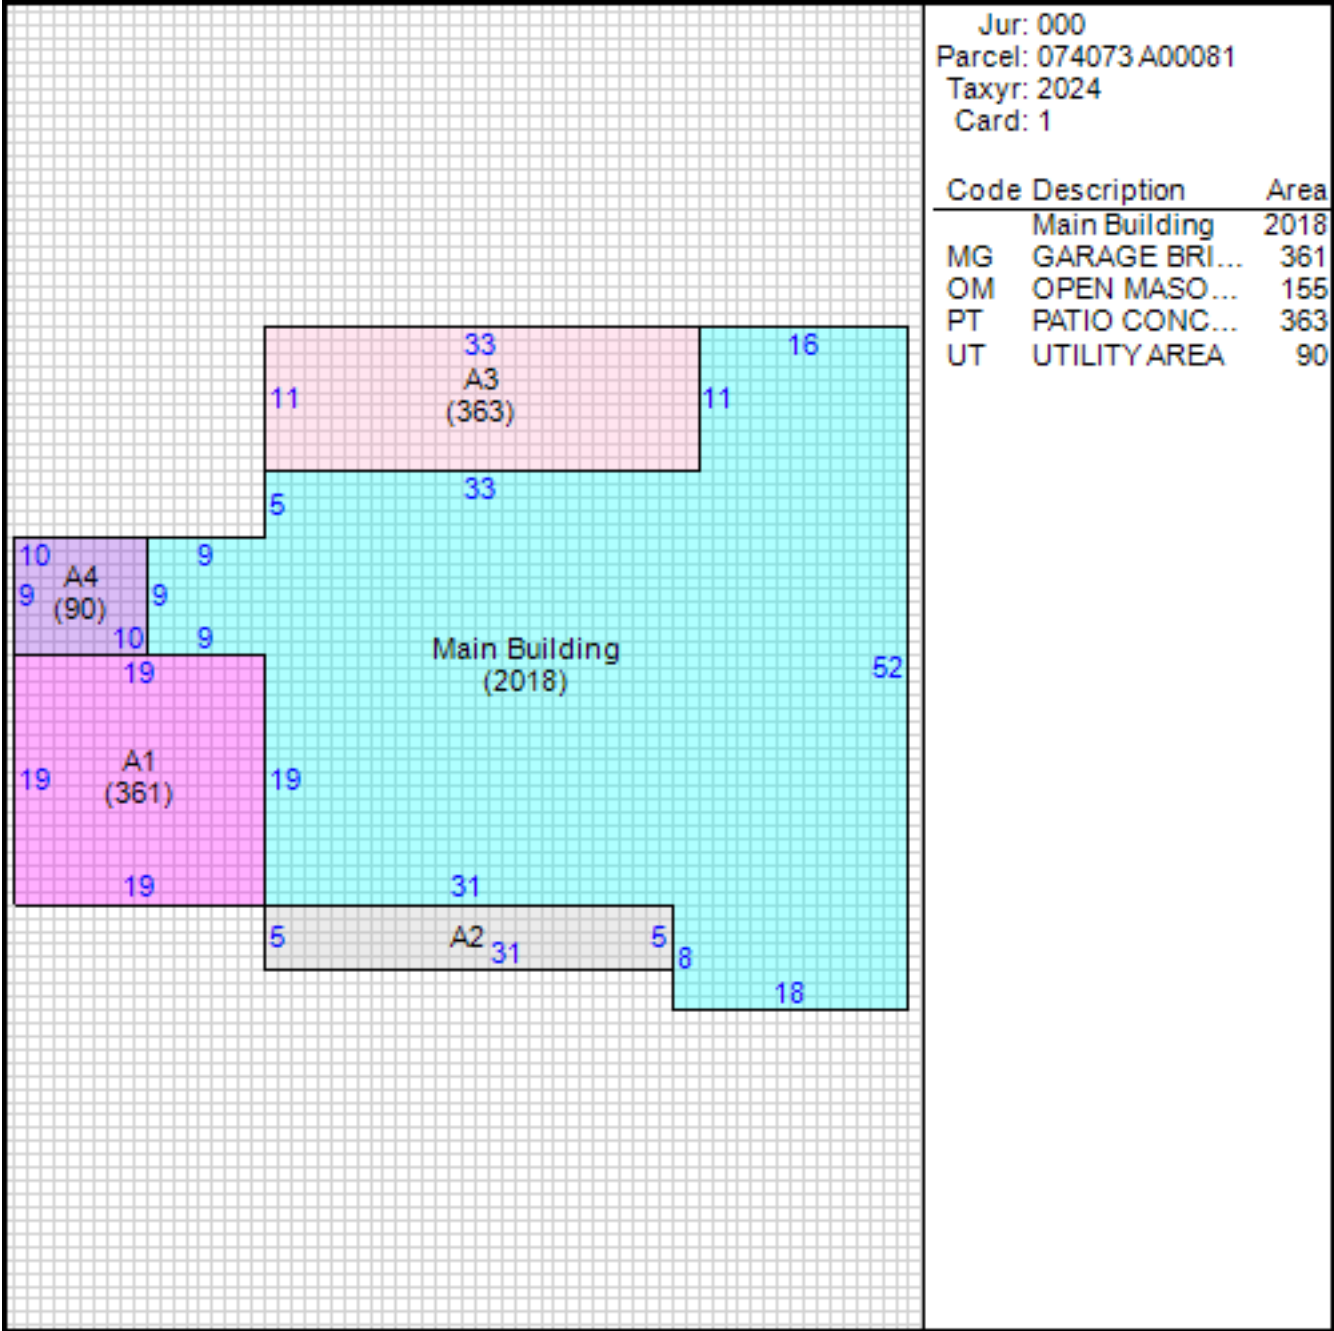 Jur: 000
Parcel: 074073 A00081
Taxyr: 2024
Card: 1
Code Description Area
Main Building 2018
MG GARAGE BRI... 361
OM OPEN MASO... 155
PT PATIO CONC... 363
UT UTILITY AREA 90
33 16
A3
11 (363) 11
33
5
10 9
A4
9 (90) 9
10 9
Main Building
(2018)
52
19
A1
19 (361) 19
19 31
5 A2 31 5
8
18